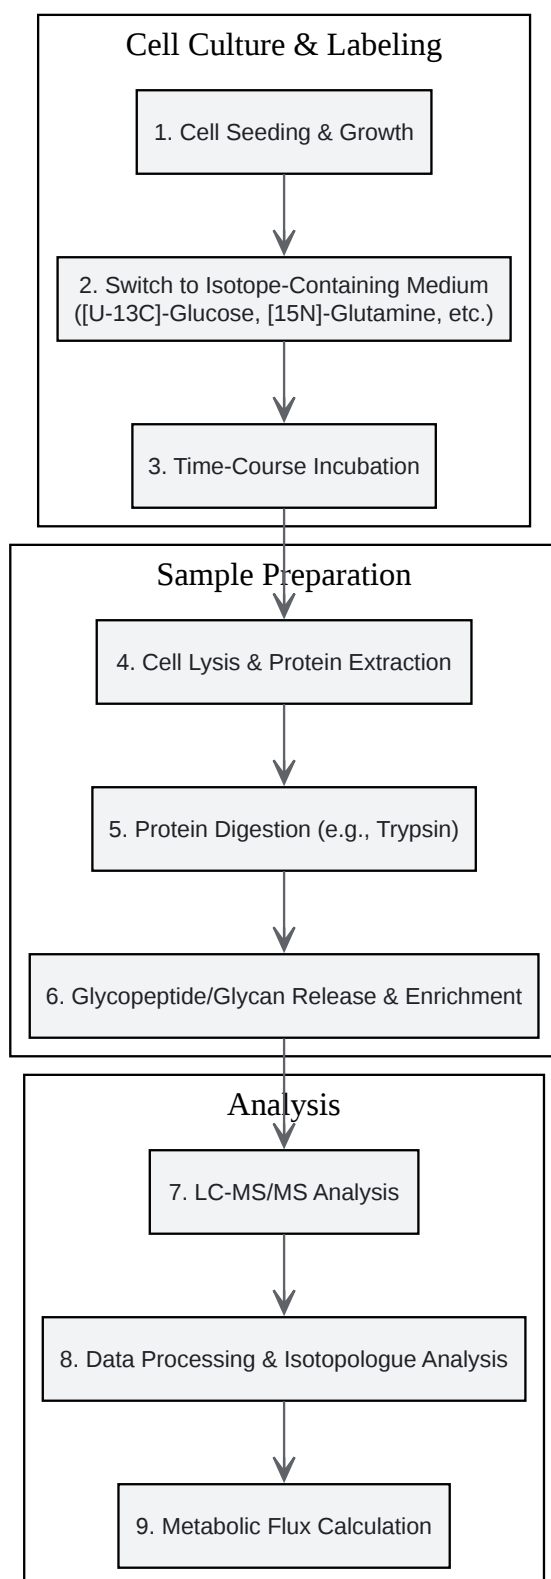 Cell Culture & Labeling
1. Cell Seeding & Growth
2. Switch to Isotope-Containing Medium
([U-13C]-Glucose, [15N]-Glutamine, etc.)
3. Time-Course Incubation
Sample Preparation
4. Cell Lysis & Protein Extraction
5. Protein Digestion (e.g., Trypsin)
6. Glycopeptide/Glycan Release & Enrichment
Analysis
7. LC-MS/MS Analysis
8. Data Processing & Isotopologue Analysis
9. Metabolic Flux Calculation